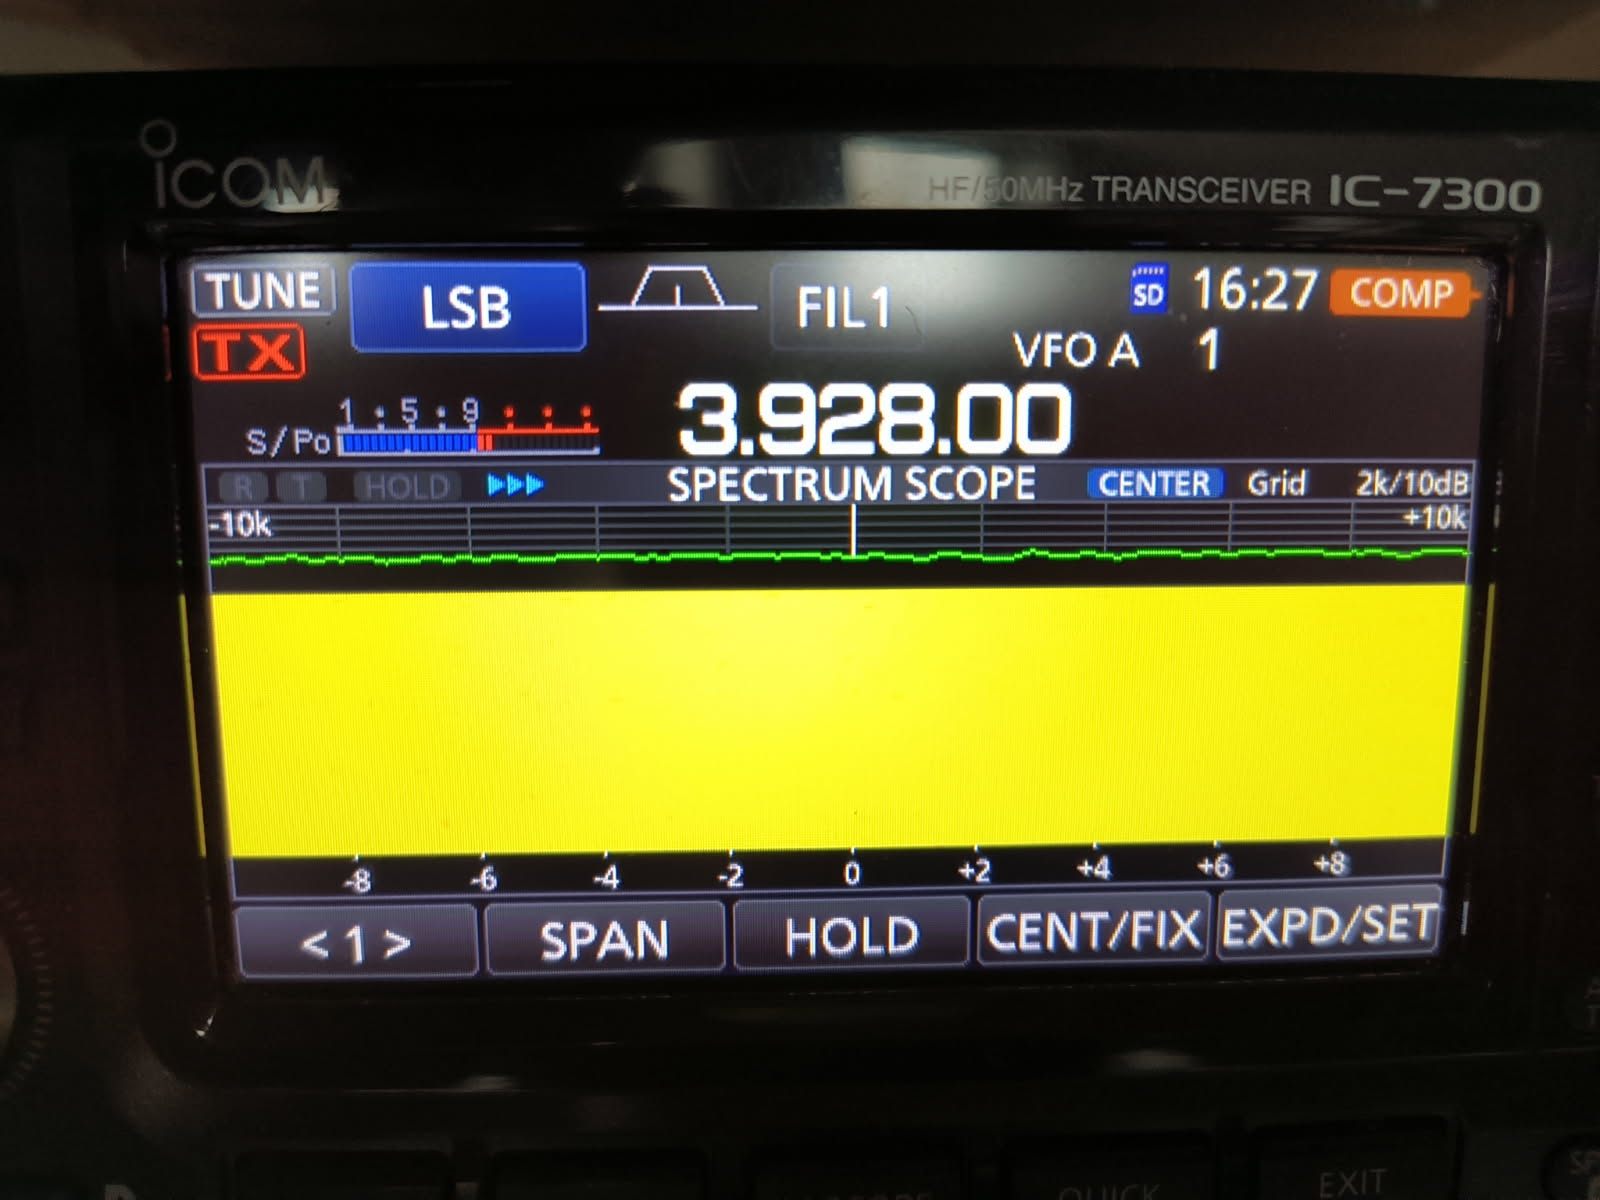 ICOM
HF/50MHz TRANSCEIVER IC-7300
TUNE LSB FIL1 SD 16:27 COMP
TX VFO A 1
1 5 9
S/Po 3.928.00
R T HOLD SPECTRUM SCOPE CENTER Grid 2k/10dB
-10k +10k
-8 -6 -4 -2 0 +2 +4 +6 +8
< 1 > SPAN HOLD CENT/FIX EXPD/SET
QUICK EXIT